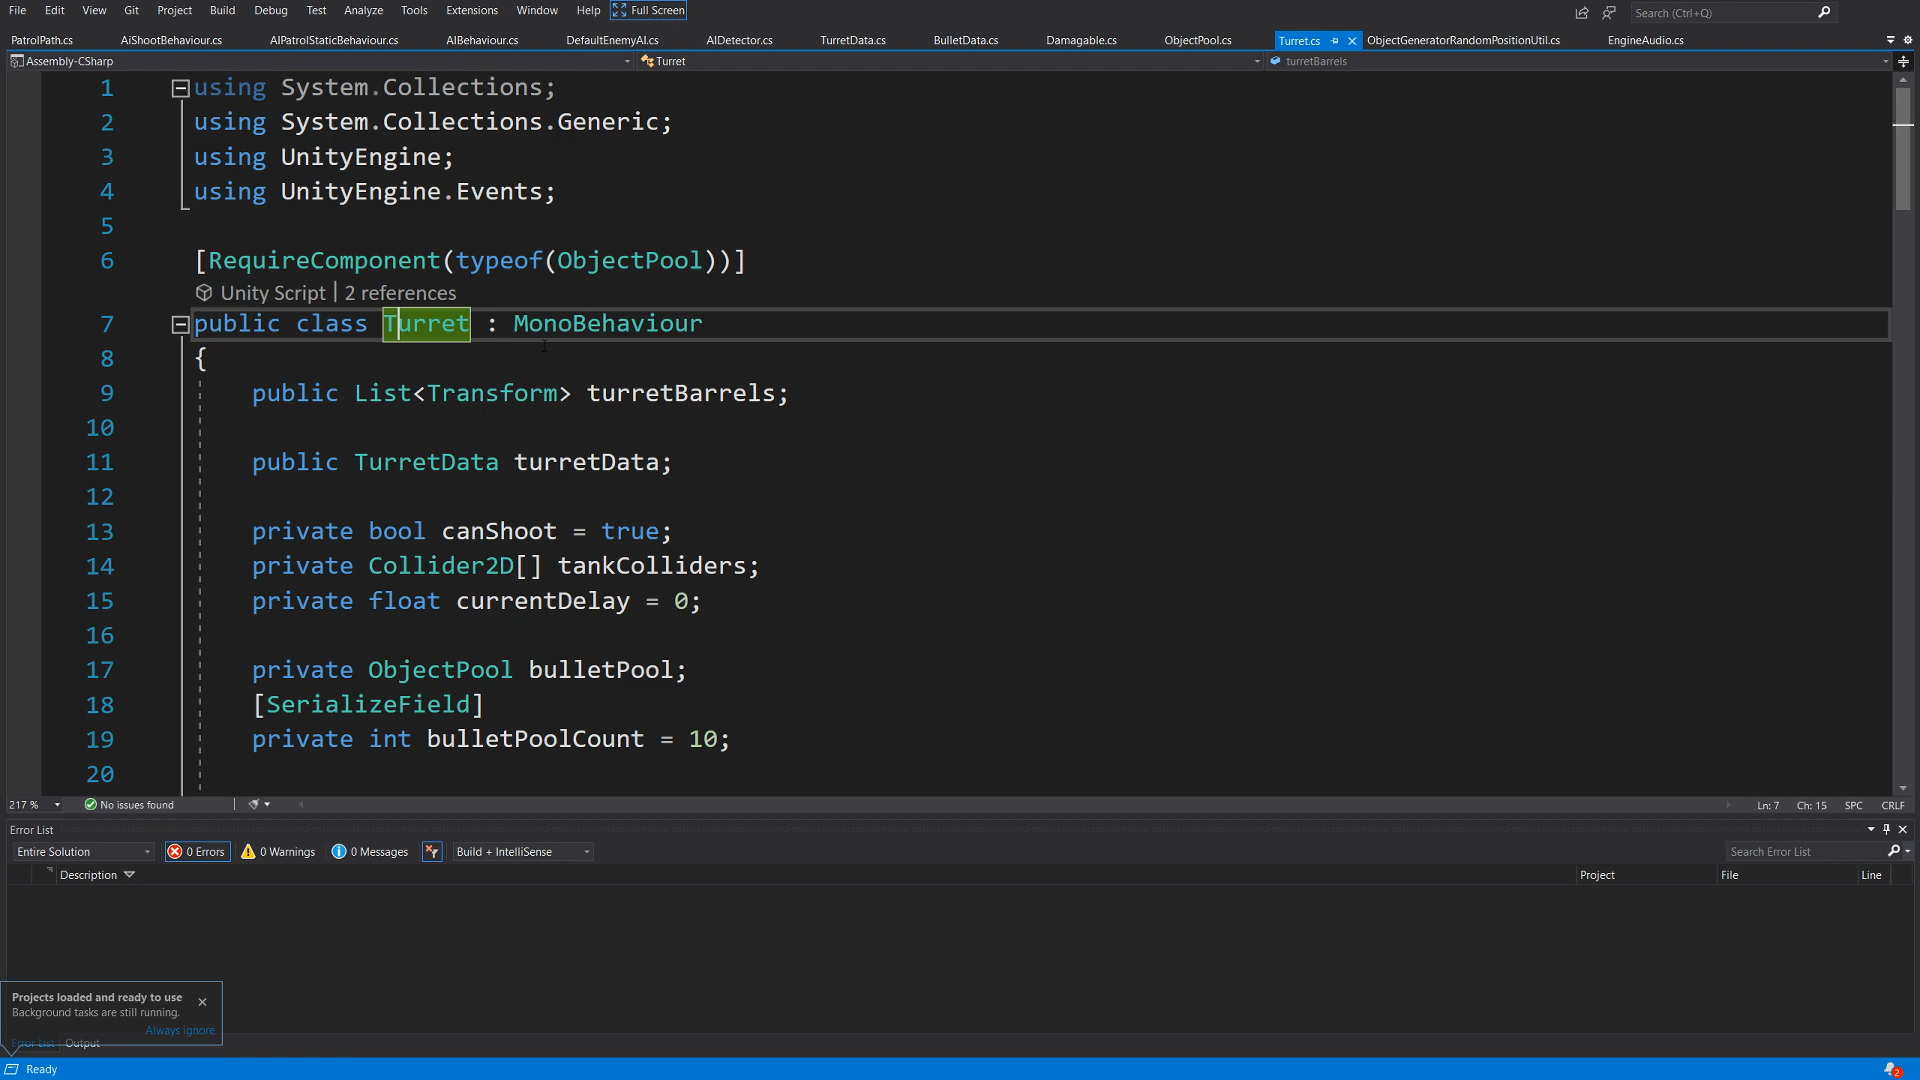 File Edit View Git Project Build Debug Test Analyze Tools Extensions Window Help Full Screen Search (Ctrl+Q)
PatrolPath.cs AiShootBehaviour.cs AIPatrolStaticBehaviour.cs AIBehaviour.cs DefaultEnemyAI.cs AIDetector.cs TurretData.cs BulletData.cs Damagable.cs ObjectPool.cs Turret.cs ObjectGeneratorRandomPositionUtil.cs EngineAudio.cs
Assembly-CSharp Turret turretBarrels
1 using System.Collections;
2 using System.Collections.Generic;
3 using UnityEngine;
4 using UnityEngine.Events;
5
6 [RequireComponent(typeof(ObjectPool))]
Unity Script | 2 references
7 public class Turret : MonoBehaviour
8 {
9 public List<Transform> turretBarrels;
10
11 public TurretData turretData;
12
13 private bool canShoot = true;
14 private Collider2D[] tankColliders;
15 private float currentDelay = 0;
16
17 private ObjectPool bulletPool;
18 [SerializeField]
19 private int bulletPoolCount = 10;
20
217 % No issues found Ln: 7 Ch: 15 SPC CRLF
Error List
Entire Solution 0 Errors 0 Warnings 0 Messages Build + IntelliSense Search Error List
Description Project File Line
Projects loaded and ready to use
Background tasks are still running.
Always ignore
Error List Output
Ready 2